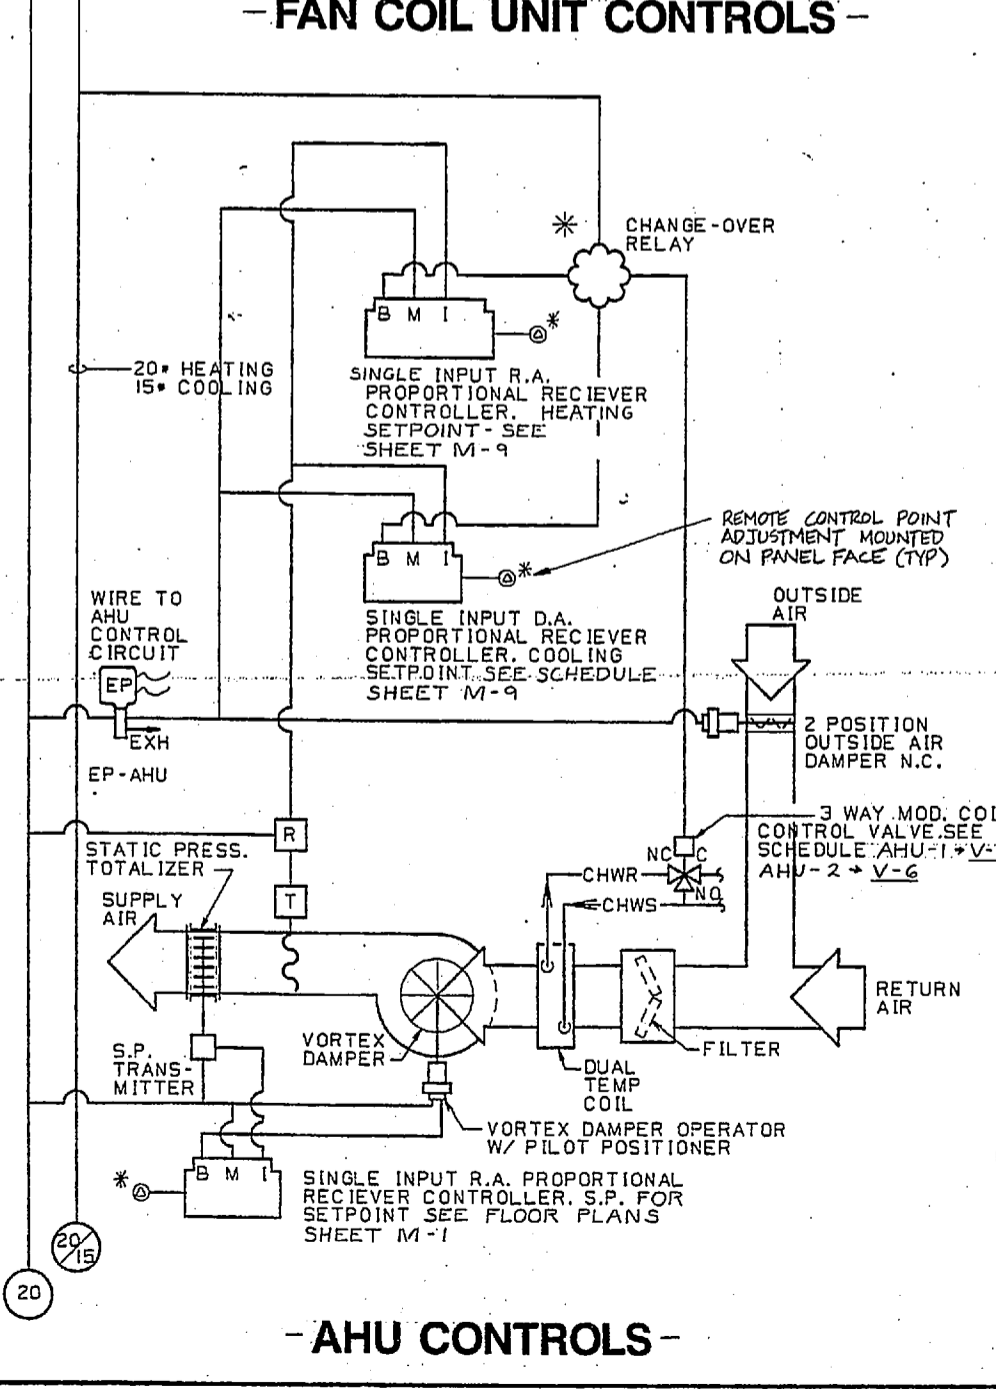 -FAN COIL UNIT CONTROLS-
CHANGE-OVER
RELAY
B M I
20# HEATING
15# COOLING
SINGLE INPUT R.A.
PROPORTIONAL RECIEVER
CONTROLLER. HEATING
SETPOINT-SEE
SHEET M-9
B M I
REMOTE CONTROL POINT
ADJUSTMENT MOUNTED
ON PANEL FACE (TYP)
WIRE TO
AHU
CONTROL
CIRCUIT
EP
EXH
EP-AHU
SINGLE INPUT D.A.
PROPORTIONAL RECIEVER
CONTROLLER. COOLING
SETPOINT SEE SCHEDULE
SHEET M-9
OUTSIDE
AIR
2 POSITION
OUTSIDE AIR
DAMPER N.C.
3 WAY MOD. COI
CONTROL VALVE. SEE
SCHEDULE AHU-1 → V-
AHU-2 → V-6
NC C
NO
CHWR
CHWS
R
T
STATIC PRESS.
TOTALIZER
SUPPLY
AIR
RETURN
AIR
VORTEX
DAMPER
FILTER
DUAL
TEMP
COIL
S.P.
TRANS-
MITTER
VORTEX DAMPER OPERATOR
W/ PILOT POSITIONER
B M I
SINGLE INPUT R.A. PROPORTIONAL
RECIEVER CONTROLLER. S.P. FOR
SETPOINT SEE FLOOR PLANS
SHEET M-1
20/15
20
-AHU CONTROLS-